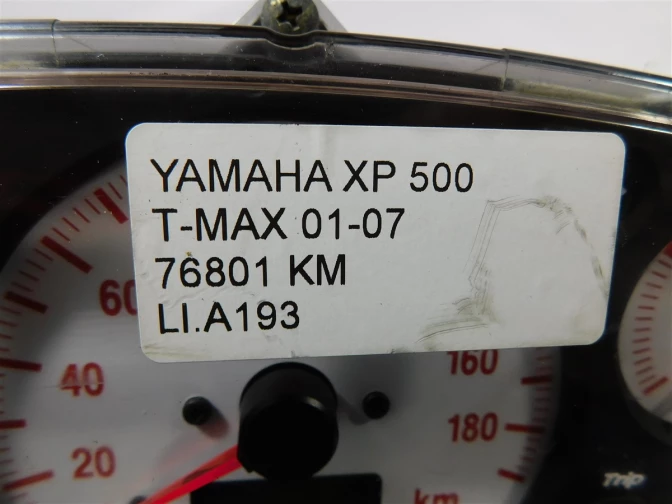 YAMAHA XP 500
T-MAX 01-07
76801 KM
LI.A193
60
40
20
160
180
km
Trip